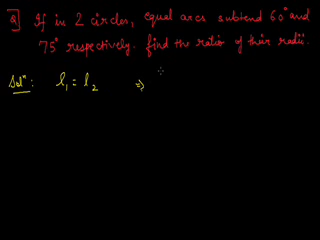 Q] If in 2 circles, equal arcs subtend 60° and
75° respectively. find the ratio of their radii.
Solⁿ: l₁ = l₂ ⇒